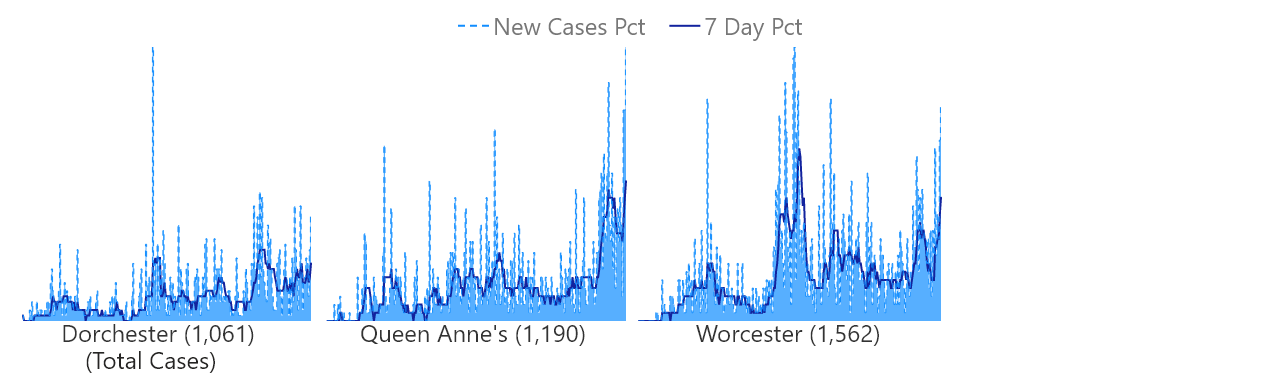 New Cases Pct 7 Day Pct
Dorchester (1,061) Queen Anne's (1,190) Worcester (1,562)
(Total Cases)